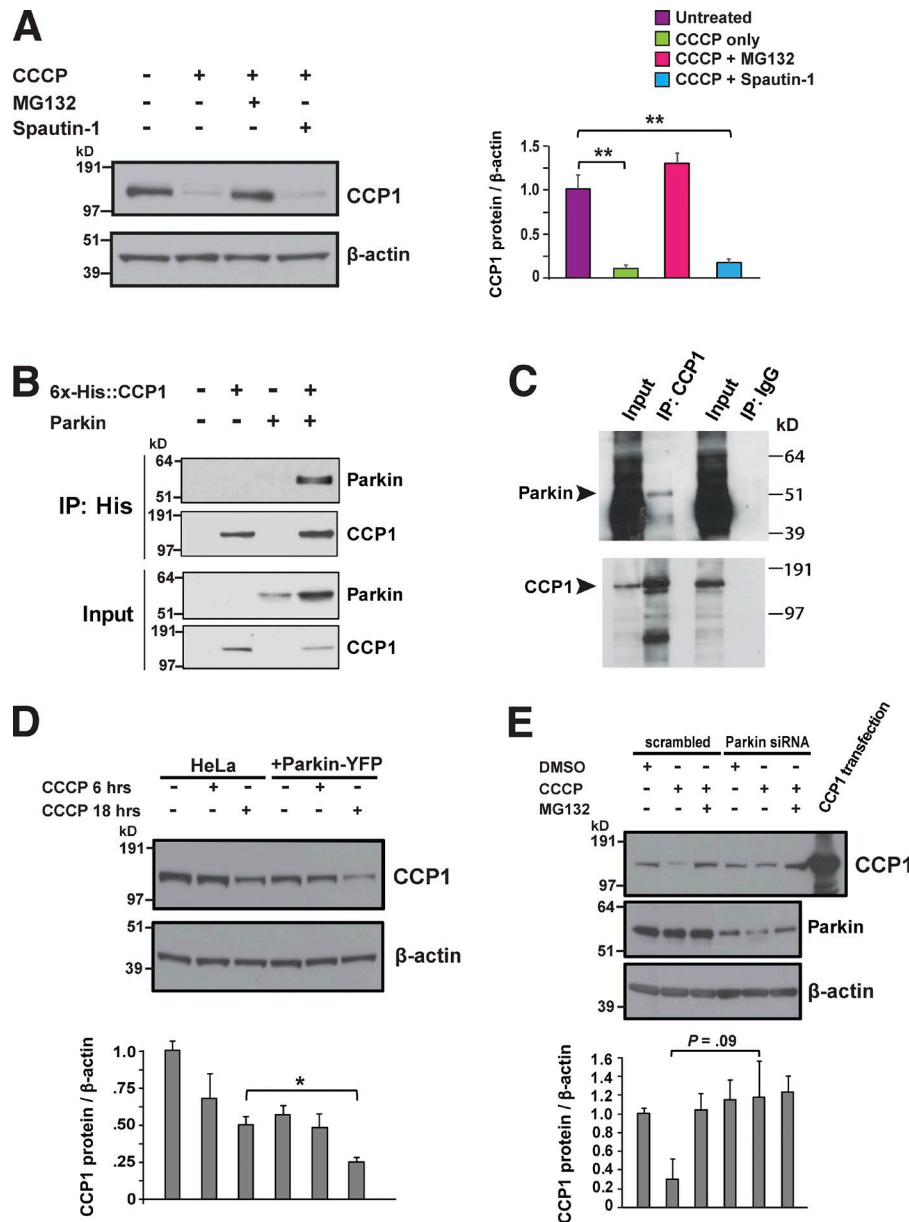 A
CCCP - + + +
MG132 - - + -
Spautin-1 - - - +
kD
191
97
CCP1
51
39
β-actin
Untreated
CCCP only
CCCP + MG132
CCCP + Spautin-1
**
**
CCP1 protein / β-actin
1.5
1.0
0.5
0
B
6x-His::CCP1 - + - +
Parkin - - + +
kD
IP: His
64
51
Parkin
191
97
CCP1
Input
64
51
Parkin
191
97
CCP1
C
Input IP: CCP1 Input IP: IgG
kD
Parkin
64
51
39
CCP1
191
97
D
HeLa +Parkin-YFP
CCCP 6 hrs - + - - + -
CCCP 18 hrs - - + - - +
kD
191
97
CCP1
51
39
β-actin
*
CCP1 protein / β-actin
1.0
.75
.50
.25
0
E
scrambled Parkin siRNA CCP1 transfection
DMSO + - - + - -
CCCP - + + - + +
MG132 - - + - - +
kD
191
97
CCP1
64
51
Parkin
39
β-actin
P = .09
CCP1 protein / β-actin
1.6
1.4
1.2
1.0
0.8
0.6
0.4
0.2
0